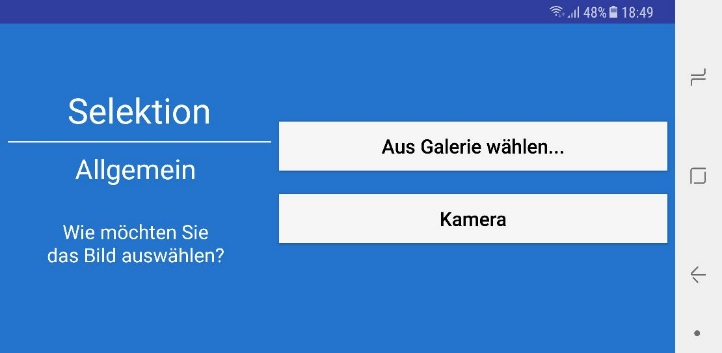 48% 18:49
Selektion
Allgemein
Wie möchten Sie
das Bild auswählen?
Aus Galerie wählen...
Kamera